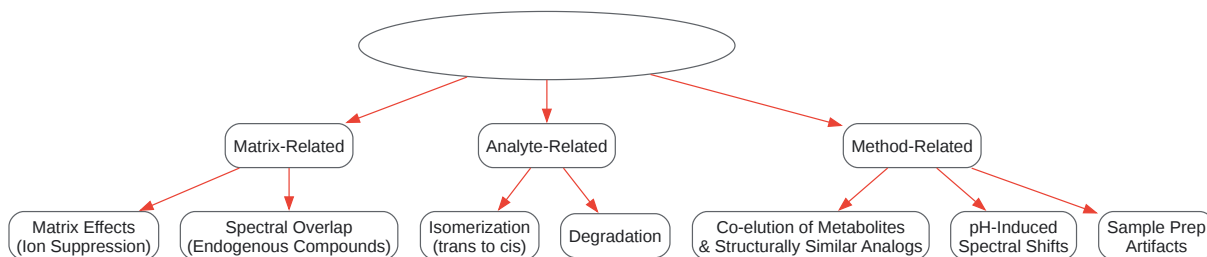 Matrix-Related
Analyte-Related
Method-Related
Matrix Effects
(Ion Suppression)
Spectral Overlap
(Endogenous Compounds)
Isomerization
(trans to cis)
Degradation
Co-elution of Metabolites
& Structurally Similar Analogs
pH-Induced
Spectral Shifts
Sample Prep
Artifacts